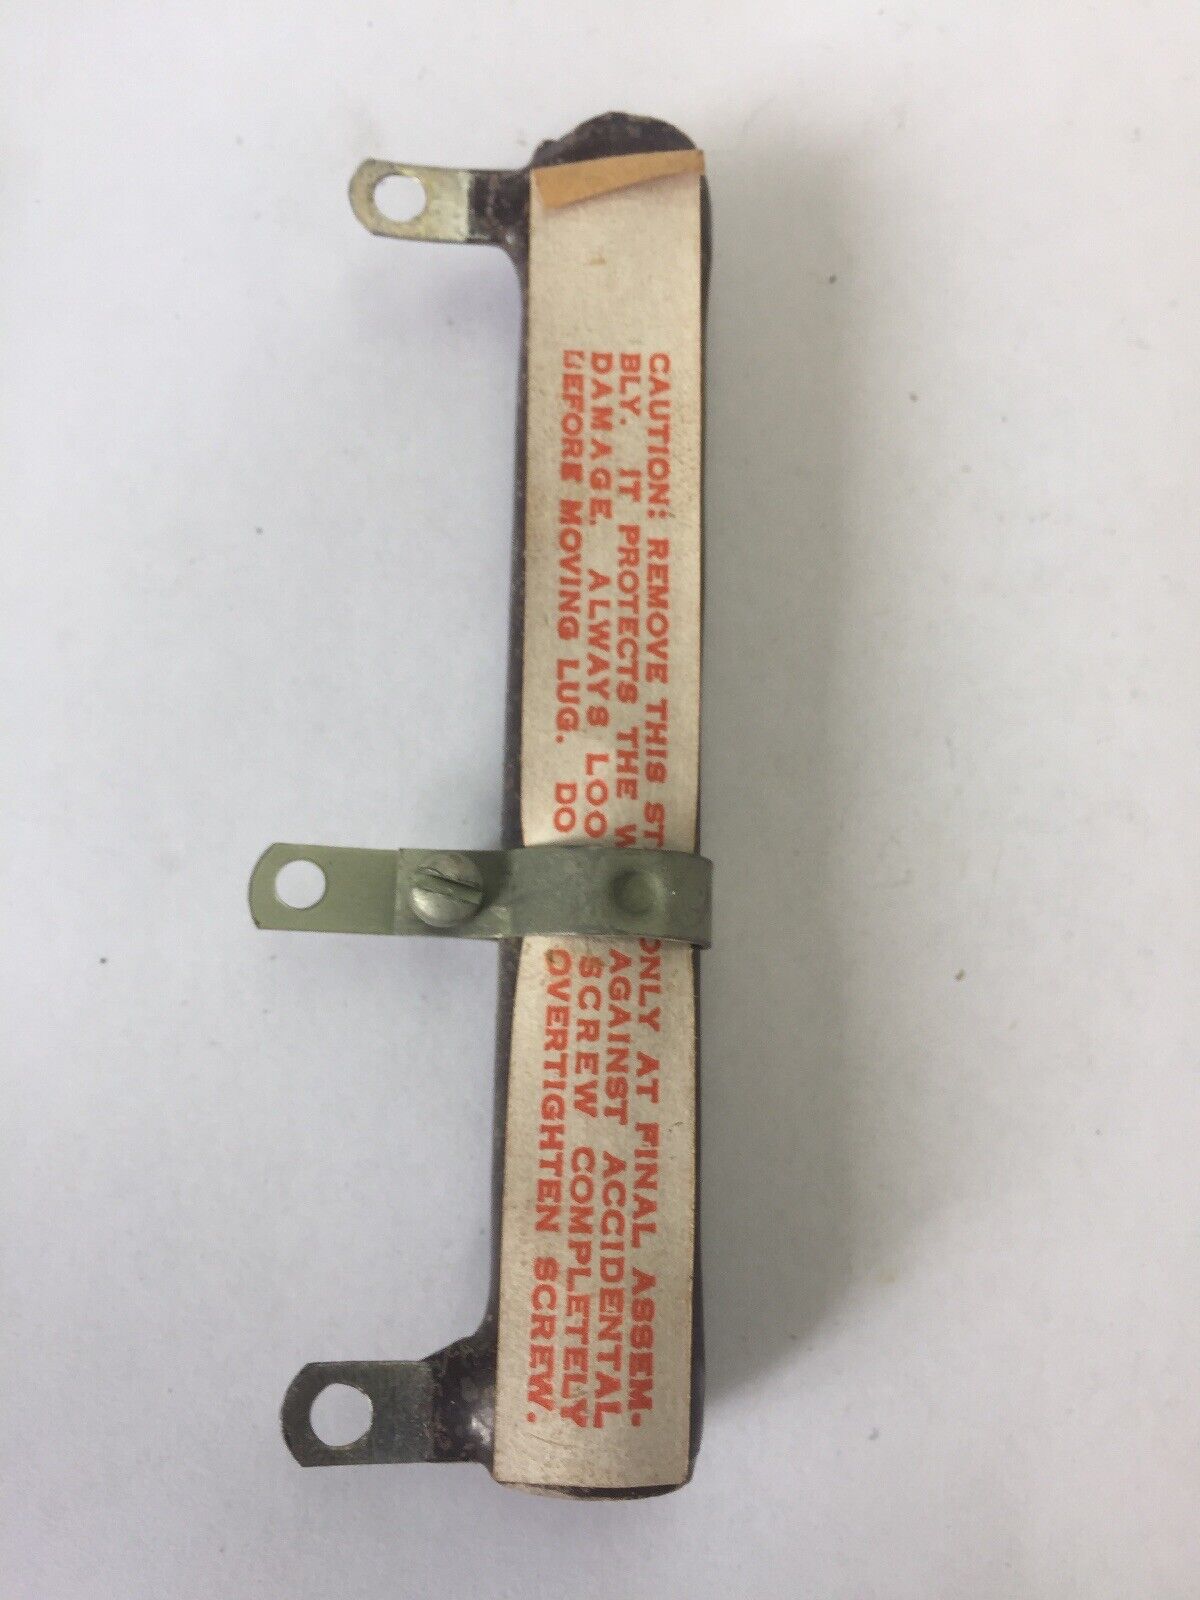 CAUTION: REMOVE THIS ST ONLY AT FINAL ASSEM-
BLY. IT PROTECTS THE W AGAINST ACCIDENTAL
DAMAGE. ALWAYS LOO SCREW COMPLETELY
BEFORE MOVING LUG. DO OVERTIGHTEN SCREW.